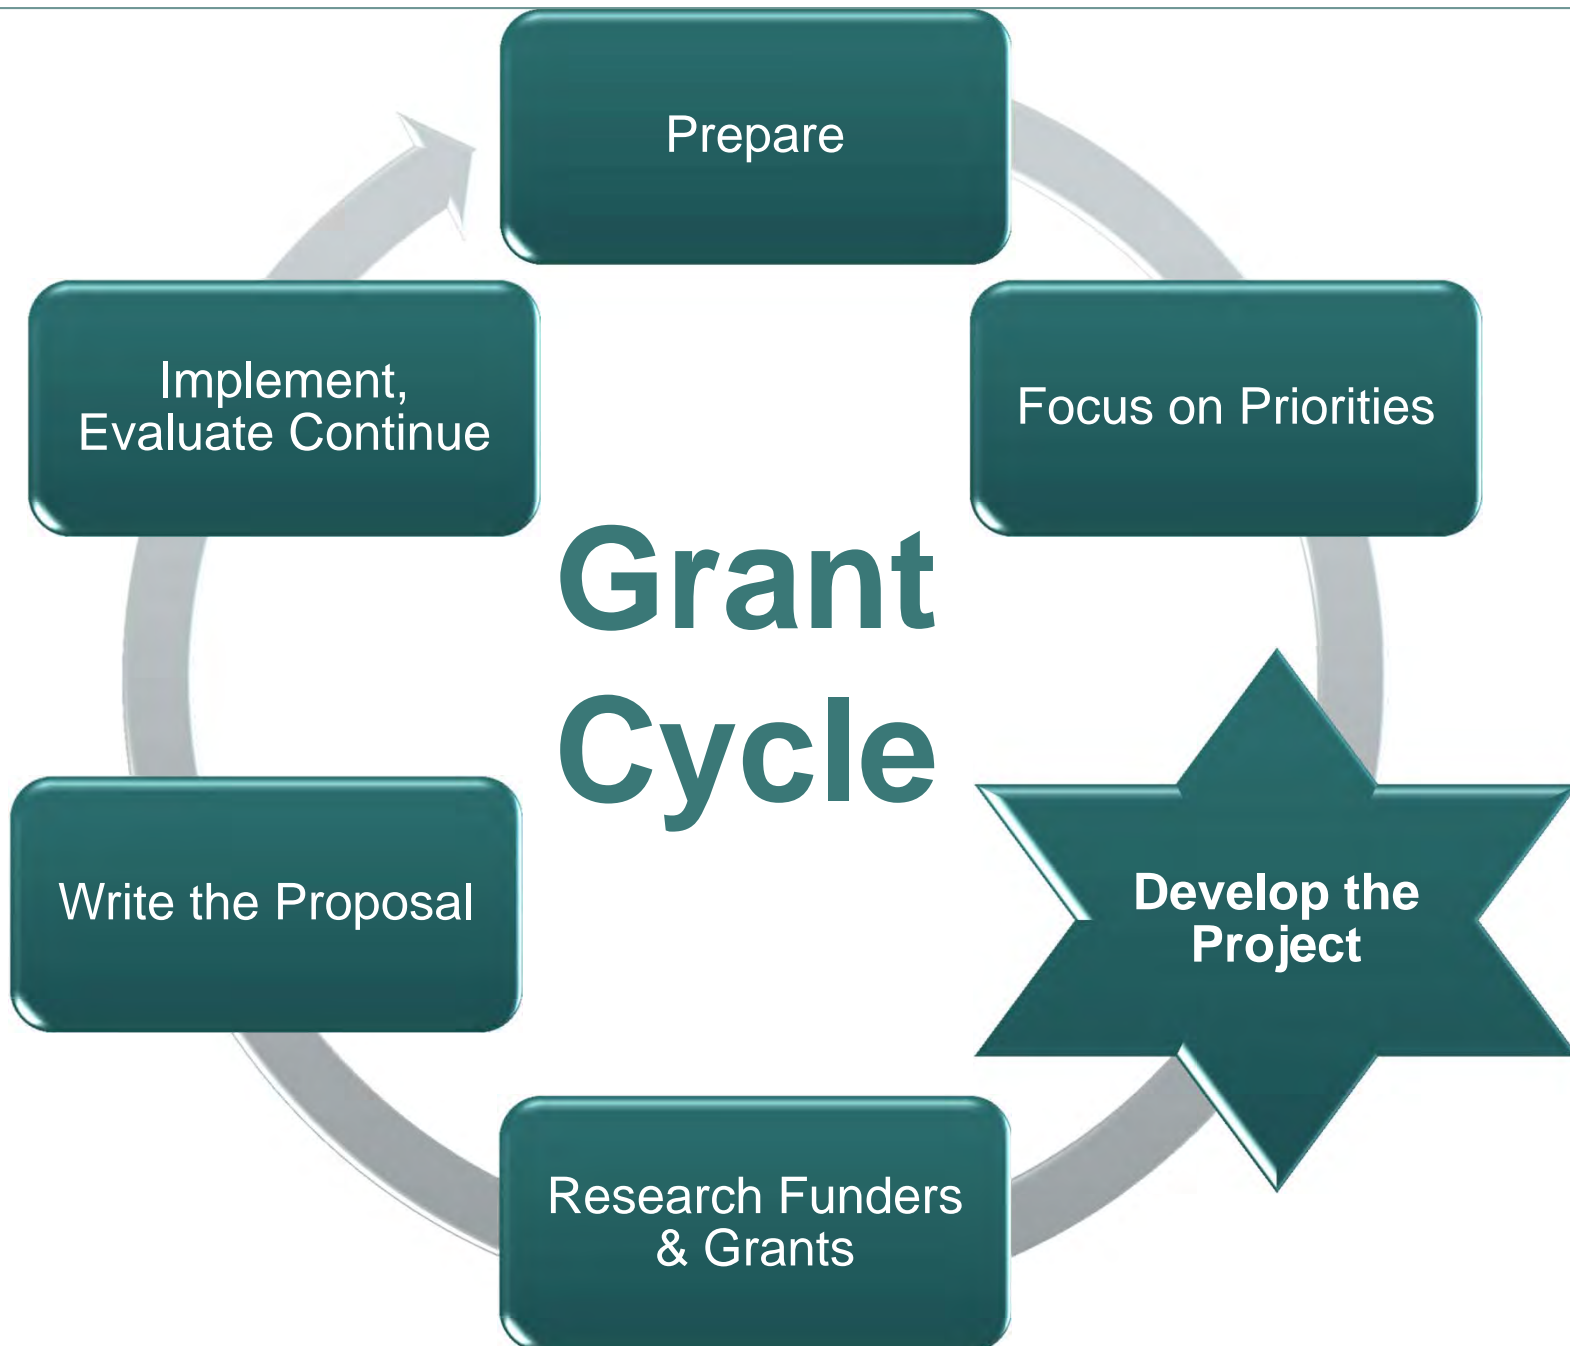 Prepare
Focus on Priorities
Develop the
Project
Research Funders
& Grants
Write the Proposal
Implement,
Evaluate Continue
Grant
Cycle